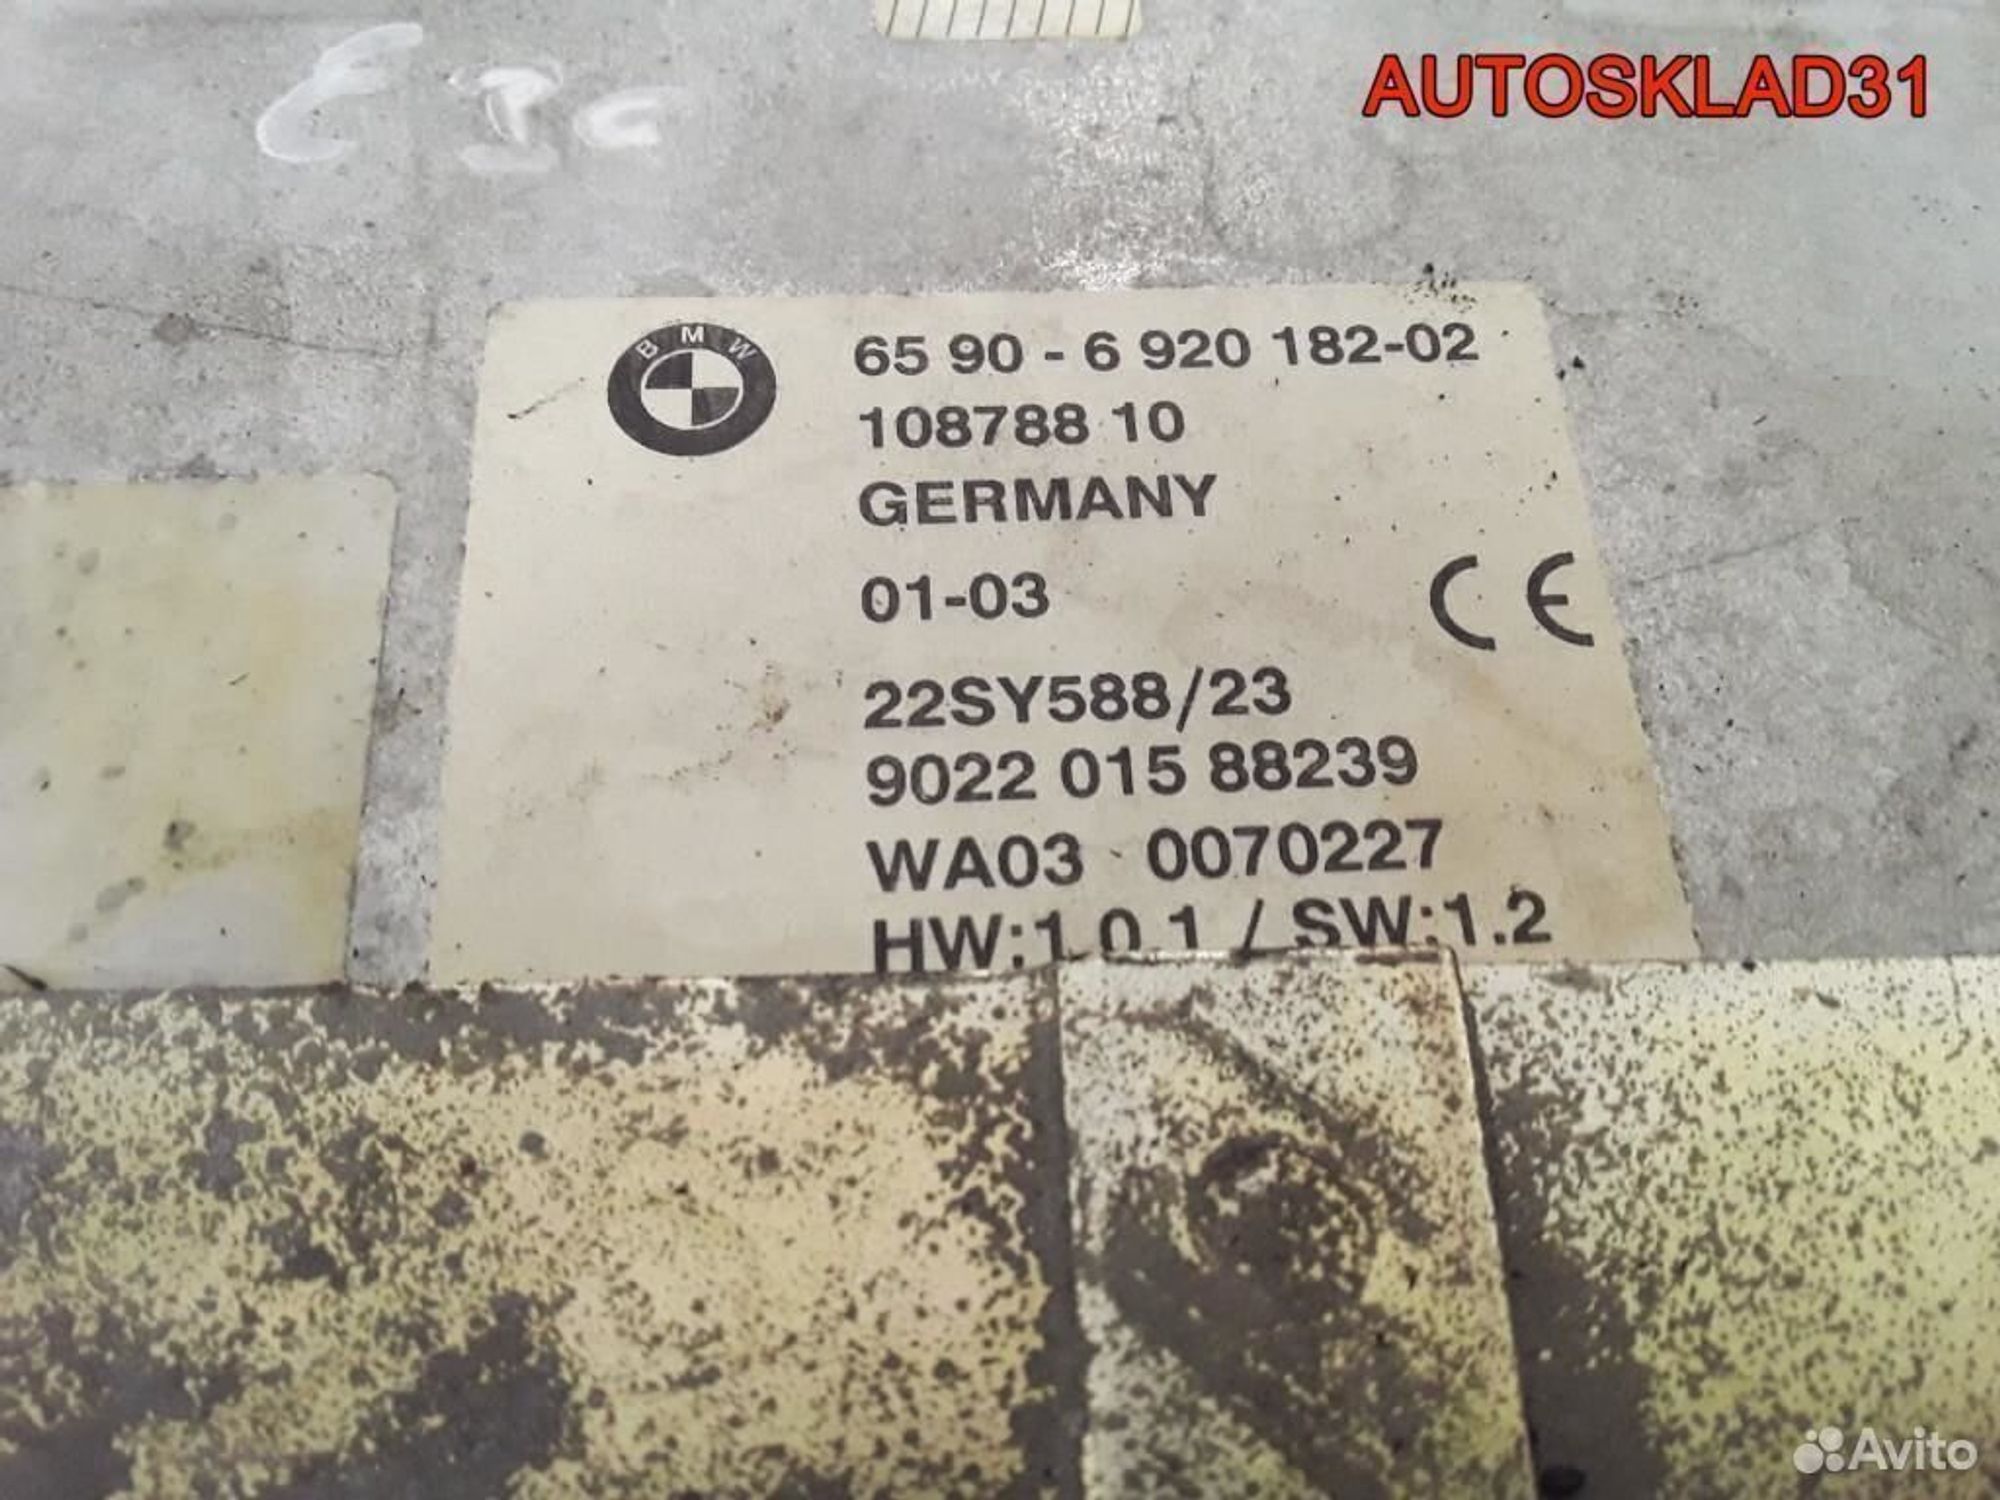 AUTOSKLAD31
BMW
65 90 - 6 920 182-02
108788 10
GERMANY
01-03
CE
22SY588/23
9022 015 88239
WA03 0070227
HW:1.0.1 / SW:1.2
Avito